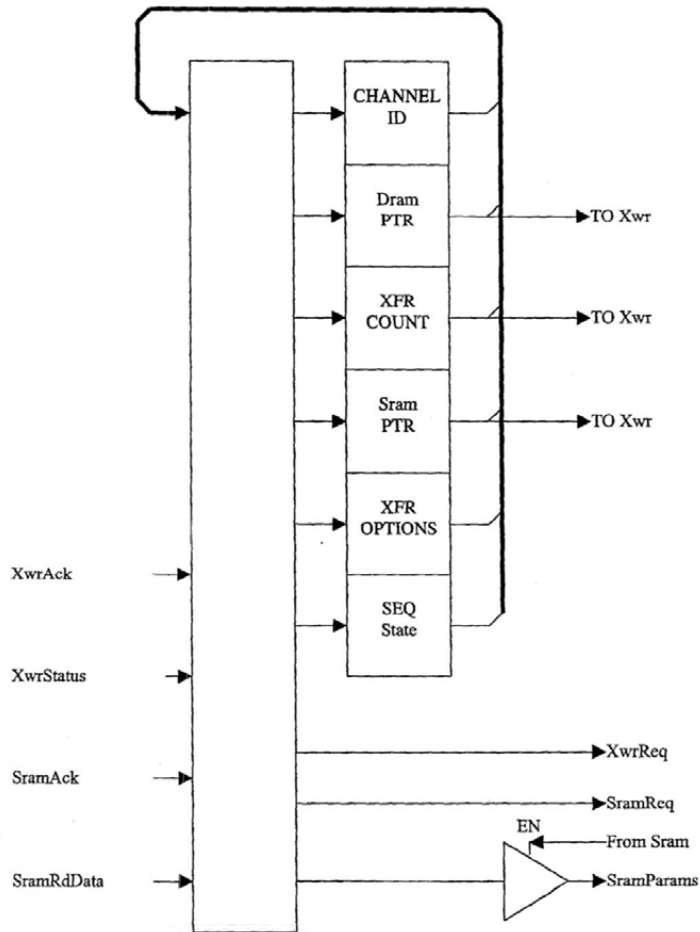 CHANNEL
ID
Dram
PTR
TO Xwr
XFR
COUNT
TO Xwr
Sram
PTR
TO Xwr
XFR
OPTIONS
XwrAck
SEQ
State
XwrStatus
XwrReq
SramAck
SramReq
EN
From Sram
SramRdData
SramParams